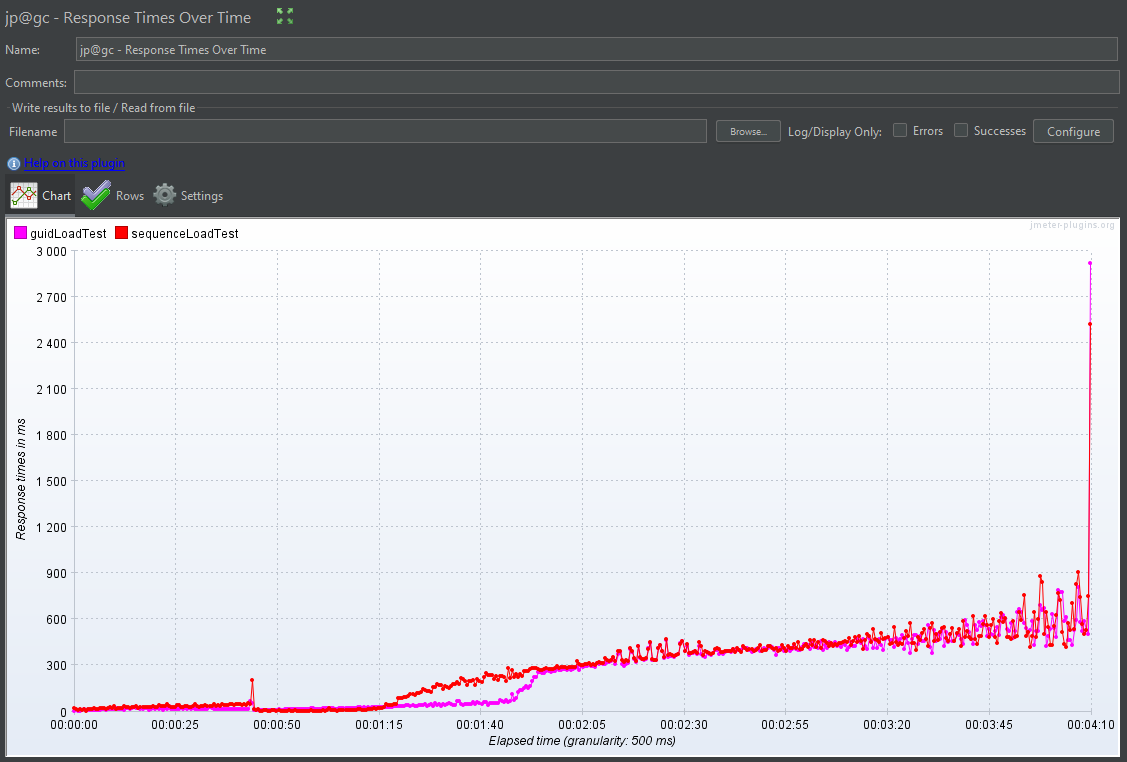 jp@gc - Response Times Over Time
Name: jp@gc - Response Times Over Time
Comments:
Write results to file / Read from file
Filename Browse... Log/Display Only: Errors Successes Configure
Help on this plugin
Chart Rows Settings
jmeter-plugins.org
guidLoadTest sequenceLoadTest
3 000
2 700
2 400
2 100
1 800
1 500
1 200
900
600
300
0
Response times in ms
00:00:00 00:00:25 00:00:50 00:01:15 00:01:40 00:02:05 00:02:30 00:02:55 00:03:20 00:03:45 00:04:10
Elapsed time (granularity: 500 ms)